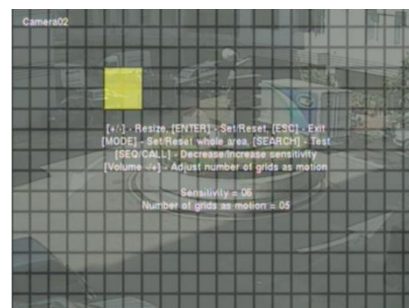 Camera02
[+/-] - Resize, [ENTER] - Set/Reset, [ESC] - Exit
[MODE] - Set/Reset whole area, [SEARCH] - Test
[SEQ/CALL] - Decrease/Increase sensitivity
[Volume -/+] - Adjust number of grids as motion
Sensitivity = 06
Number of grids as motion = 05